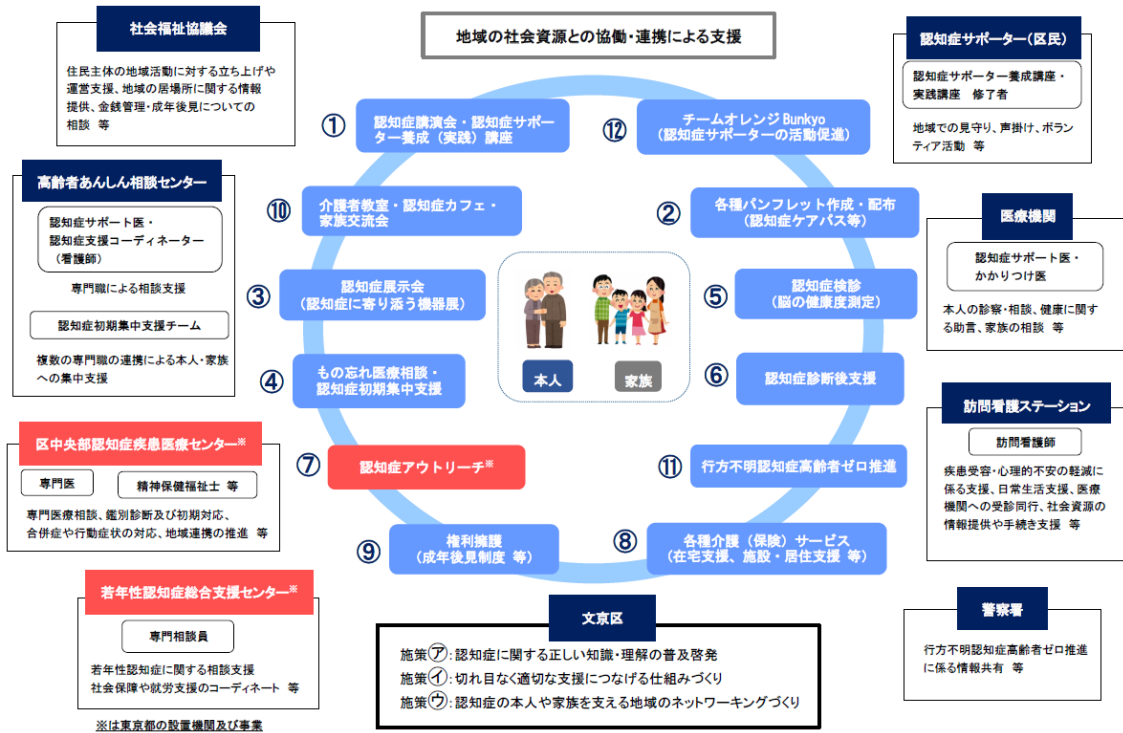 地域の社会資源との協働・連携による支援
社会福祉協議会
住民主体の地域活動に対する立ち上げや
運営支援、地域の居場所に関する情報
提供、金銭管理・成年後見についての
相談 等
高齢者あんしん相談センター
認知症サポート医・
認知症支援コーディネーター
(看護師)
専門職による相談支援
認知症初期集中支援チーム
複数の専門職の連携による本人・家族
への集中支援
区中央部認知症疾患医療センター※
専門医
精神保健福祉士 等
専門医療相談、鑑別診断及び初期対応、
合併症や行動症状の対応、地域連携の推進 等
若年性認知症総合支援センター※
専門相談員
若年性認知症に関する相談支援
社会保障や就労支援のコーディネート 等
※は東京都の設置機関及び事業
①
認知症講演会・認知症サポー
ター養成(実践)講座
⑫
チームオレンジ Bunkyo
(認知症サポーターの活動促進)
⑩
介護者教室・認知症カフェ・
家族交流会
②
各種パンフレット作成・配布
(認知症ケアパス等)
③
認知症展示会
(認知症に寄り添う機器展)
⑤
認知症検診
(脳の健康度測定)
④
もの忘れ医療相談・
認知症初期集中支援
⑥
認知症診断後支援
⑦
認知症アウトリーチ※
⑪
行方不明認知症高齢者ゼロ推進
⑨
権利擁護
(成年後見制度 等)
⑧
各種介護(保険)サービス
(在宅支援、施設・居住支援 等)
本人
家族
文京区
施策㋐:認知症に関する正しい知識・理解の普及啓発
施策㋑:切れ目なく適切な支援につなげる仕組みづくり
施策㋒:認知症の本人や家族を支える地域のネットワーキングづくり
認知症サポーター(区民)
認知症サポーター養成講座・
実践講座 修了者
地域での見守り、声掛け、ボラン
ティア活動 等
医療機関
認知症サポート医・
かかりつけ医
本人の診察・相談、健康に関す
る助言、家族の相談 等
訪問看護ステーション
訪問看護師
疾患受容・心理的不安の軽減に
係る支援、日常生活支援、医療
機関への受診同行、社会資源の
情報提供や手続き支援 等
警察署
行方不明認知症高齢者ゼロ推進
に係る情報共有 等